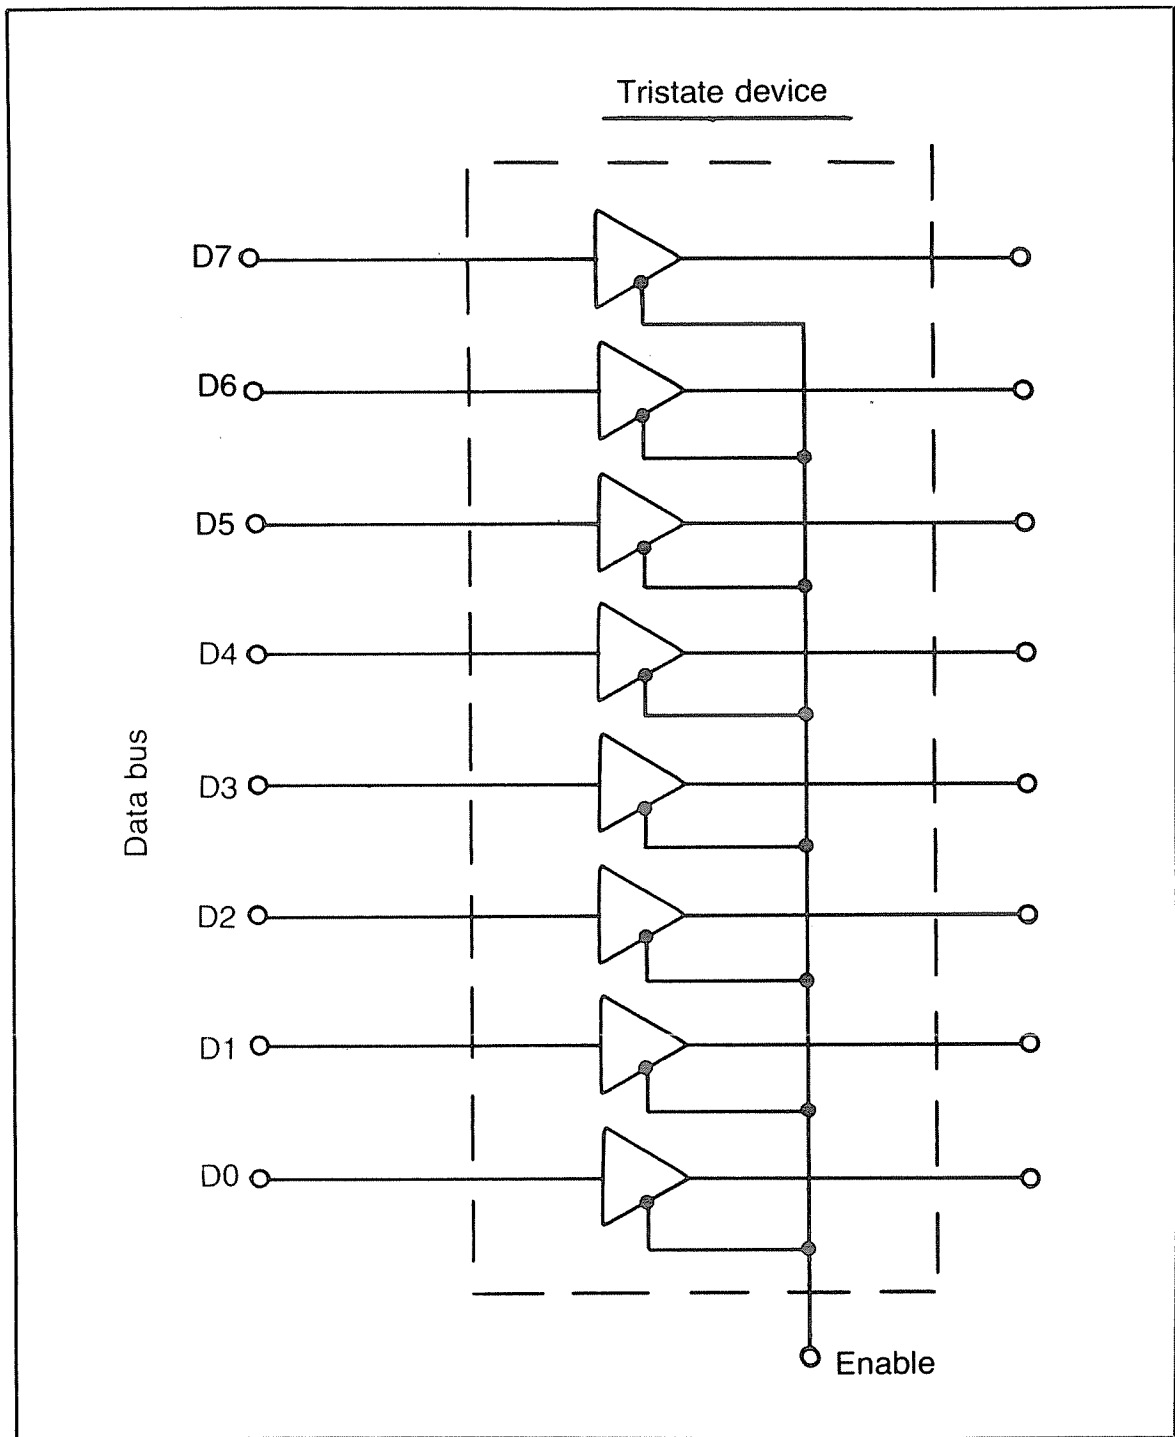 Tristate device
D7
D6
D5
D4
Data bus
D3
D2
D1
D0
Enable